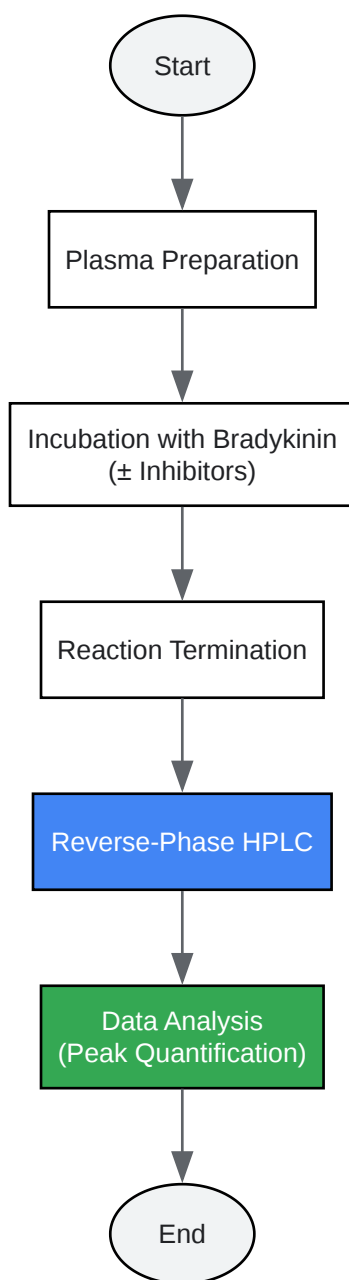 Start
Plasma Preparation
Incubation with Bradykinin
(± Inhibitors)
Reaction Termination
Reverse-Phase HPLC
Data Analysis
(Peak Quantification)
End